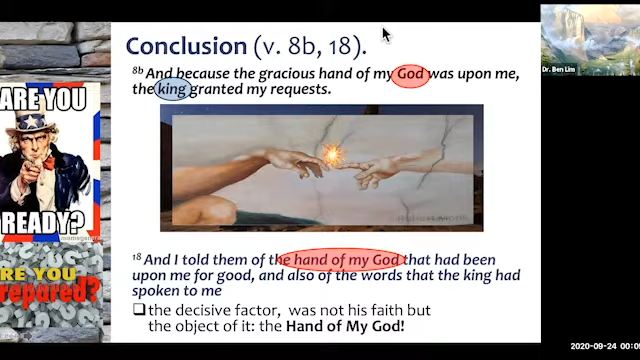 Conclusion (v. 8b, 18).
8b And because the gracious hand of my God was upon me,
the king granted my requests.
18 And I told them of the hand of my God that had been
upon me for good, and also of the words that the king had
spoken to me
the decisive factor, was not his faith but
the object of it: the Hand of My God!
ARE YOU
READY?
ARE YOU
repared?
Dr. Ben Lim
2020-09-24 00:0